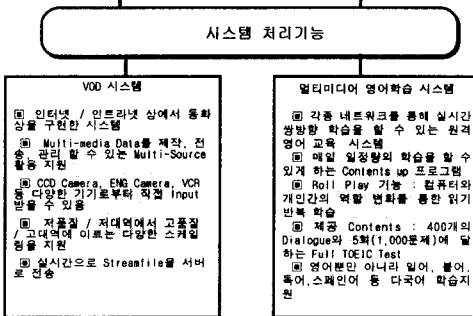 시스템 처리기능
VOD 시스템
▣ 인터넷 / 인트라넷 상에서 동화
상을 구현한 시스템
▣ Multi-media Data를 제작, 전
송, 관리 할 수 있는 Multi-Source
활용 지원
▣ CCD Camera, ENG Camera, VCR
등 다양한 기기로부터 직접 Input
받을 수 있음
▣ 저품질 / 저대역에서 고품질
/ 고대역에 이르는 다양한 스케일
링을 지원
▣ 실시간으로 Streamfile을 서버
로 전송
멀티미디어 영어학습 시스템
▣ 각종 네트워크를 통해 실시간
쌍방향 학습을 할 수 있는 원격
영어 교육 시스템
▣ 매일 일정량의 학습을 할 수
있게 하는 Contents up 프로그램
▣ Roll Play 기능 : 컴퓨터와
개인간의 역할 변화를 통한 읽기
반복 학습
▣ 제공 Contents : 400개의
Dialogue와 5회(1,000문제)에 달
하는 Full TOEIC Test
▣ 영어뿐만 아니라 일어, 불어,
독어,스페인어 등 다국어 학습지
원